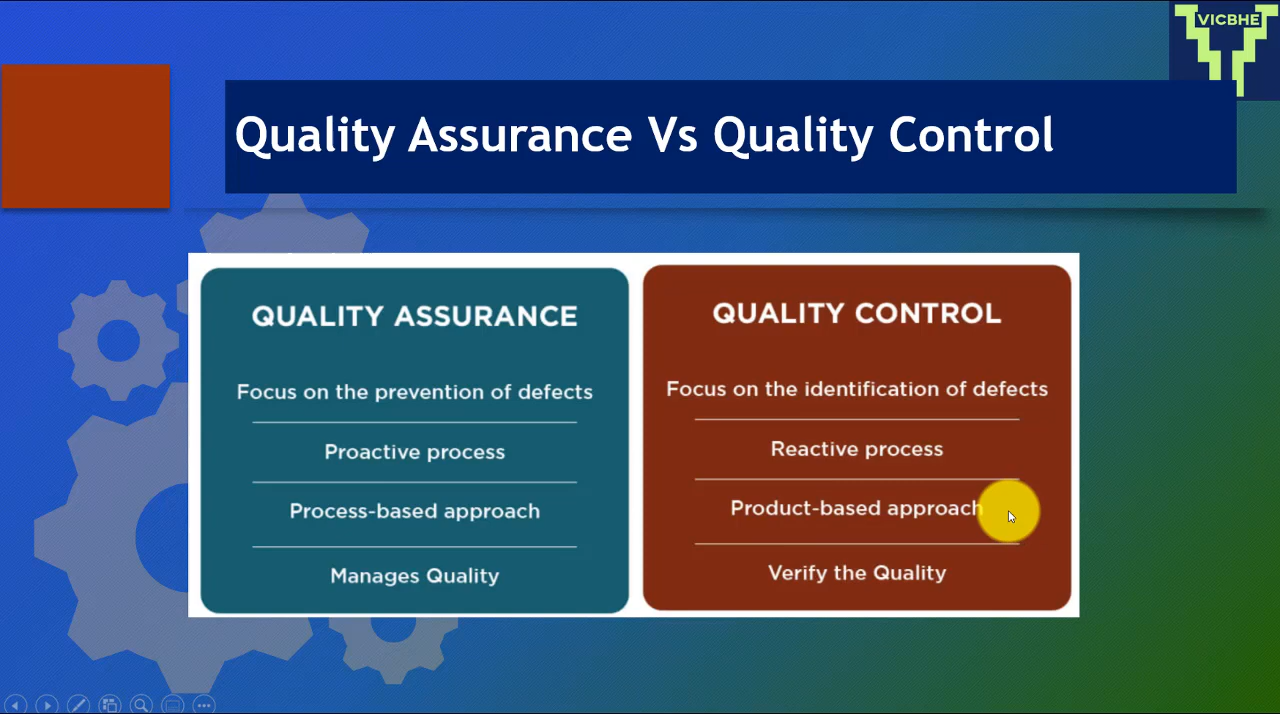 VICBHE
Quality Assurance Vs Quality Control
QUALITY ASSURANCE
Focus on the prevention of defects
Proactive process
Process-based approach
Manages Quality
QUALITY CONTROL
Focus on the identification of defects
Reactive process
Product-based approach
Verify the Quality